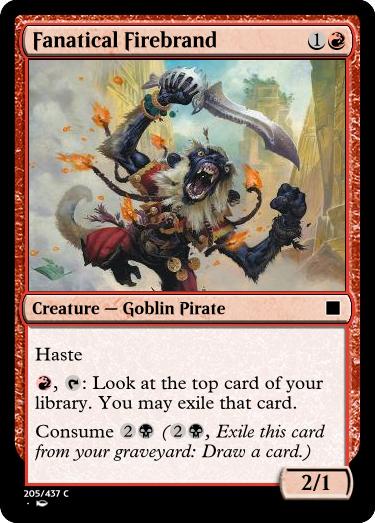 Fanatical Firebrand 1
Haste
, : Look at the top card of your
library. You may exile that card.
Consume 2 ( 2 , Exile this card
from your graveyard: Draw a card.)
Creature — Goblin Pirate
2/1
205/437 C